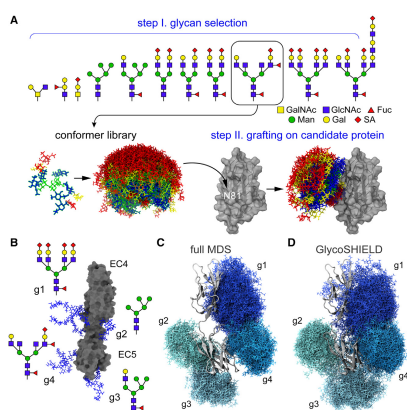 A
step I. glycan selection
GalNAc GlcNAc Fuc
Man Gal SA
conformer library
step II. grafting on candidate protein
N81
B
EC4
g1
g2
g4
EC5
g3
C
full MDS
g1
g2
g4
g3
D
GlycoSHIELD
g1
g2
g4
g3